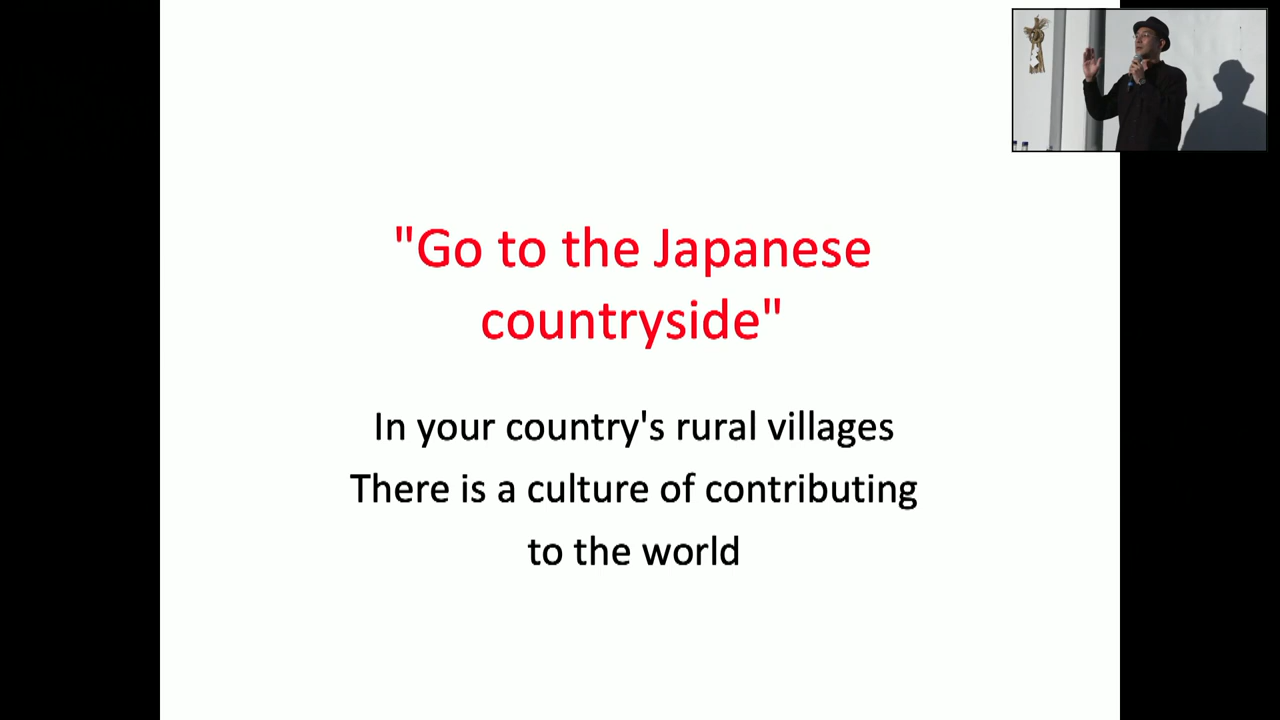 "Go to the Japanese
countryside"
In your country's rural villages
There is a culture of contributing
to the world